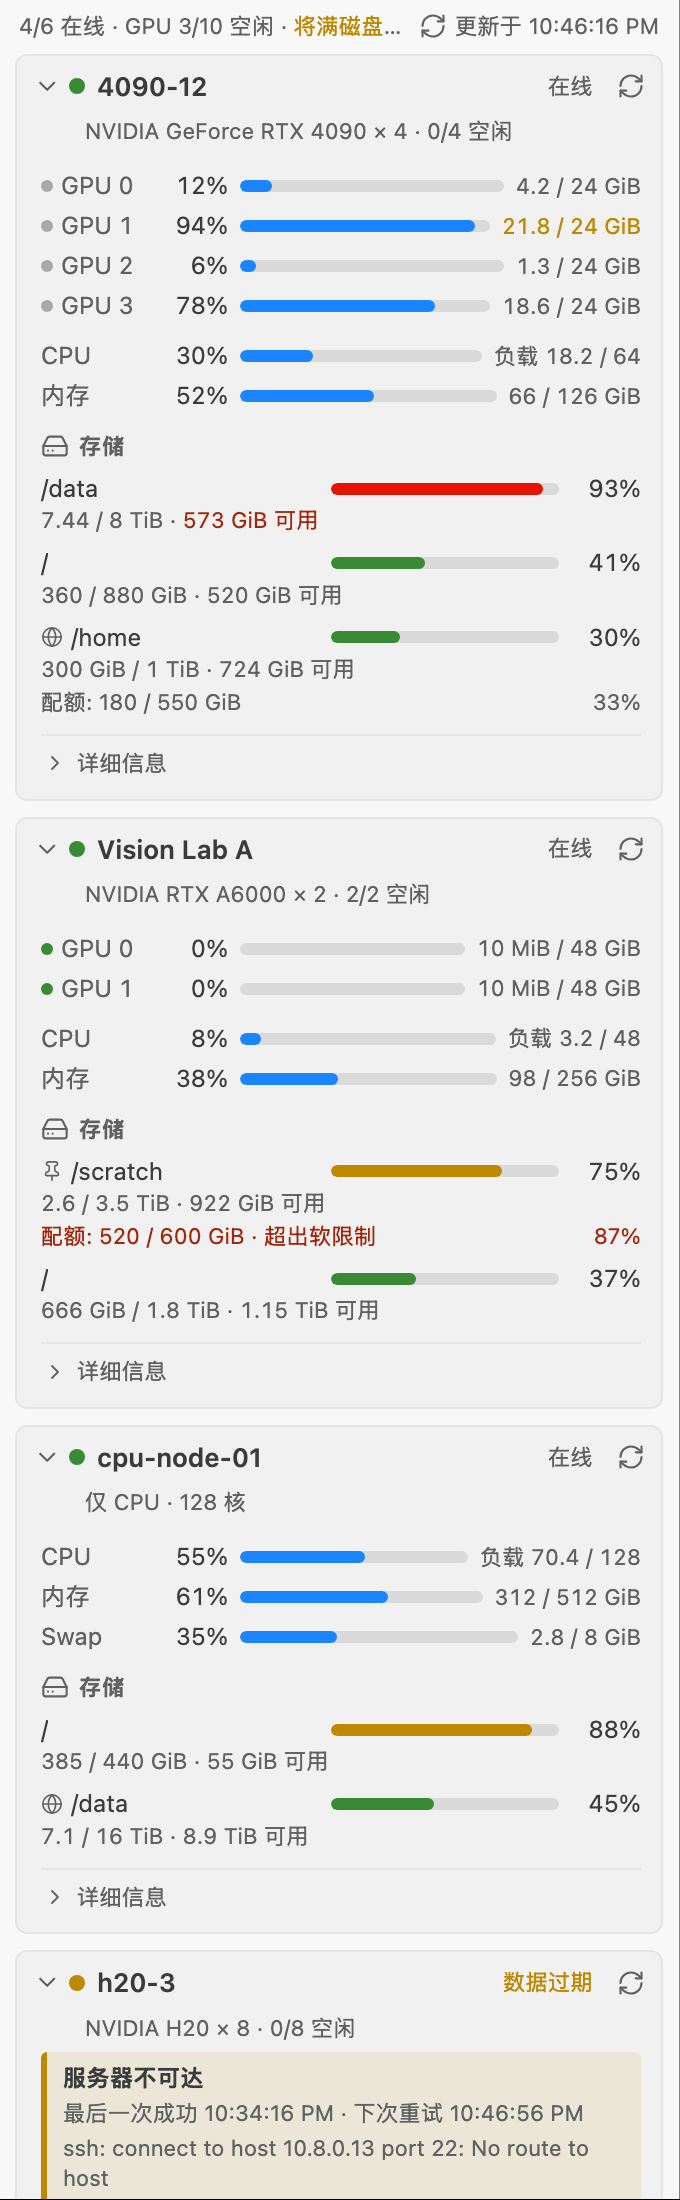 4/6 在线 · GPU 3/10 空闲 · 将满磁盘… 更新于 10:46:16 PM
4090-12 在线
NVIDIA GeForce RTX 4090 × 4 · 0/4 空闲
GPU 0 12% 4.2 / 24 GiB
GPU 1 94% 21.8 / 24 GiB
GPU 2 6% 1.3 / 24 GiB
GPU 3 78% 18.6 / 24 GiB
CPU 30% 负载 18.2 / 64
内存 52% 66 / 126 GiB
存储
/data 93%
7.44 / 8 TiB · 573 GiB 可用
/ 41%
360 / 880 GiB · 520 GiB 可用
/home 30%
300 GiB / 1 TiB · 724 GiB 可用
配额: 180 / 550 GiB 33%
详细信息
Vision Lab A 在线
NVIDIA RTX A6000 × 2 · 2/2 空闲
GPU 0 0% 10 MiB / 48 GiB
GPU 1 0% 10 MiB / 48 GiB
CPU 8% 负载 3.2 / 48
内存 38% 98 / 256 GiB
存储
/scratch 75%
2.6 / 3.5 TiB · 922 GiB 可用
配额: 520 / 600 GiB · 超出软限制 87%
/ 37%
666 GiB / 1.8 TiB · 1.15 TiB 可用
详细信息
cpu-node-01 在线
仅 CPU · 128 核
CPU 55% 负载 70.4 / 128
内存 61% 312 / 512 GiB
Swap 35% 2.8 / 8 GiB
存储
/ 88%
385 / 440 GiB · 55 GiB 可用
/data 45%
7.1 / 16 TiB · 8.9 TiB 可用
详细信息
h20-3 数据过期
NVIDIA H20 × 8 · 0/8 空闲
服务器不可达
最后一次成功 10:34:16 PM · 下次重试 10:46:56 PM
ssh: connect to host 10.8.0.13 port 22: No route to
host